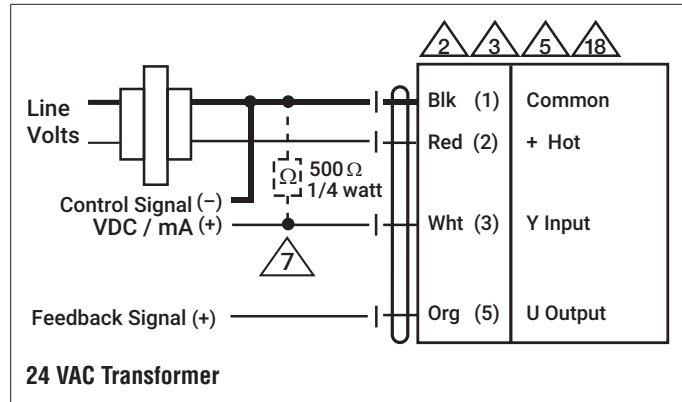 2 3 5 18
Line
Volts
Blk (1) Common
Red (2) + Hot
Ω 500 Ω
1/4 watt
Control Signal (–)
VDC / mA (+)
Wht (3) Y Input
7
Feedback Signal (+)
Org (5) U Output
24 VAC Transformer